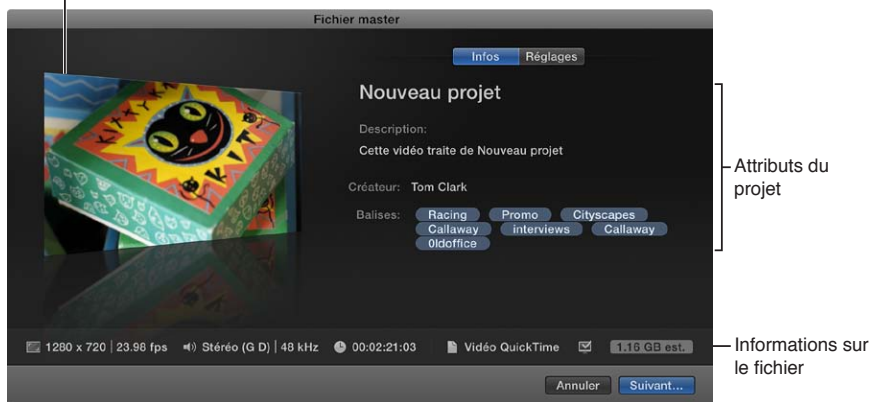 Fichier master
Infos Réglages
Nouveau projet
Description:
Cette vidéo traite de Nouveau projet
Créateur: Tom Clark
Balises: Racing Promo Cityscapes
Callaway interviews Callaway
0ldoffice
KITTYKAT
KIT
Attributs du
projet
1280 x 720 | 23.98 fps Stéréo (G D) | 48 kHz 00:02:21:03 Vidéo QuickTime 1.16 GB est.
Informations sur
le fichier
Annuler Suivant...